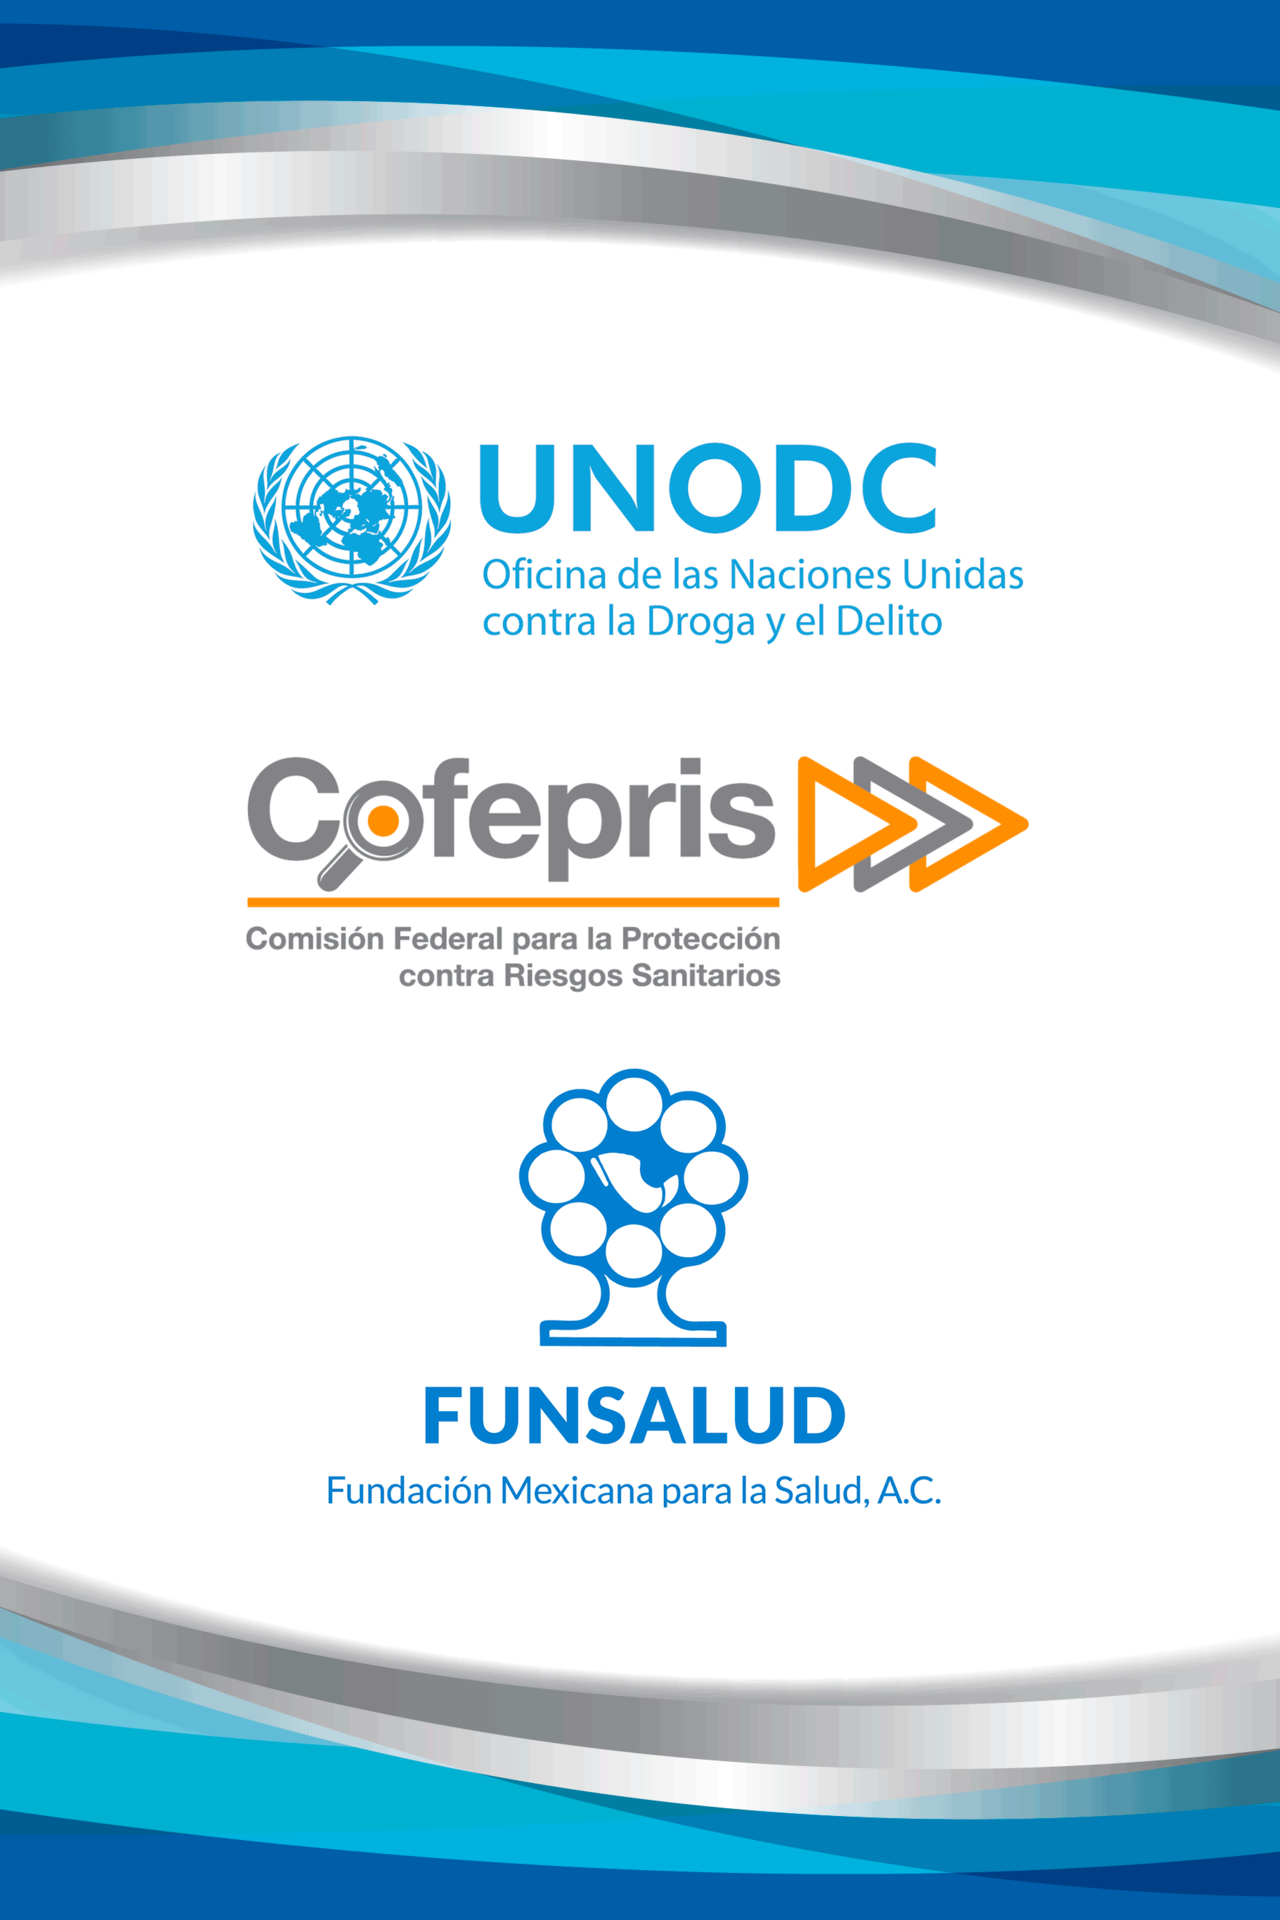 UNODC
Oficina de las Naciones Unidas
contra la Droga y el Delito
Cofepris
Comisión Federal para la Protección
contra Riesgos Sanitarios
FUNSALUD
Fundación Mexicana para la Salud, A.C.